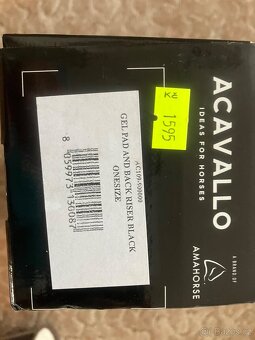 ACAVALLO
IDEAS FOR HORSES
A BRAND OF
AMAHORSE
Kč
1595
GEL PAD AND BACK RISER BLACK
ONESIZE